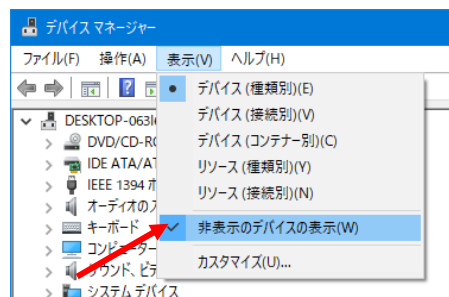 デバイス マネージャー
ファイル(F) 操作(A) 表示(V) ヘルプ(H)
デバイス (種類別)(E)
デバイス (接続別)(V)
デバイス (コンテナー別)(C)
リソース (種類別)(Y)
リソース (接続別)(N)
非表示のデバイスの表示(W)
カスタマイズ(U)...
DESKTOP-063I
DVD/CD-R
IDE ATA/A
IEEE 1394
オーディオの
キーボード
コンピューター
サウンド、ビデ
システム デバイス